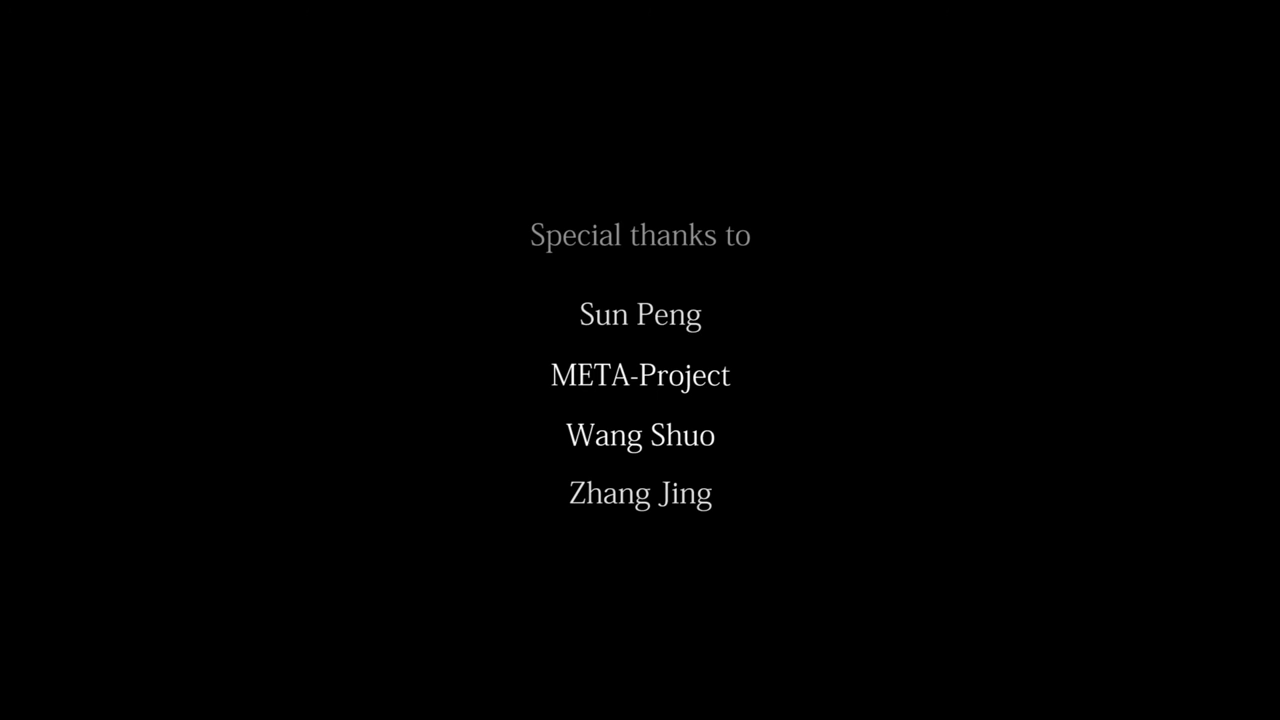 Special thanks to
Sun Peng
META-Project
Wang Shuo
Zhang Jing